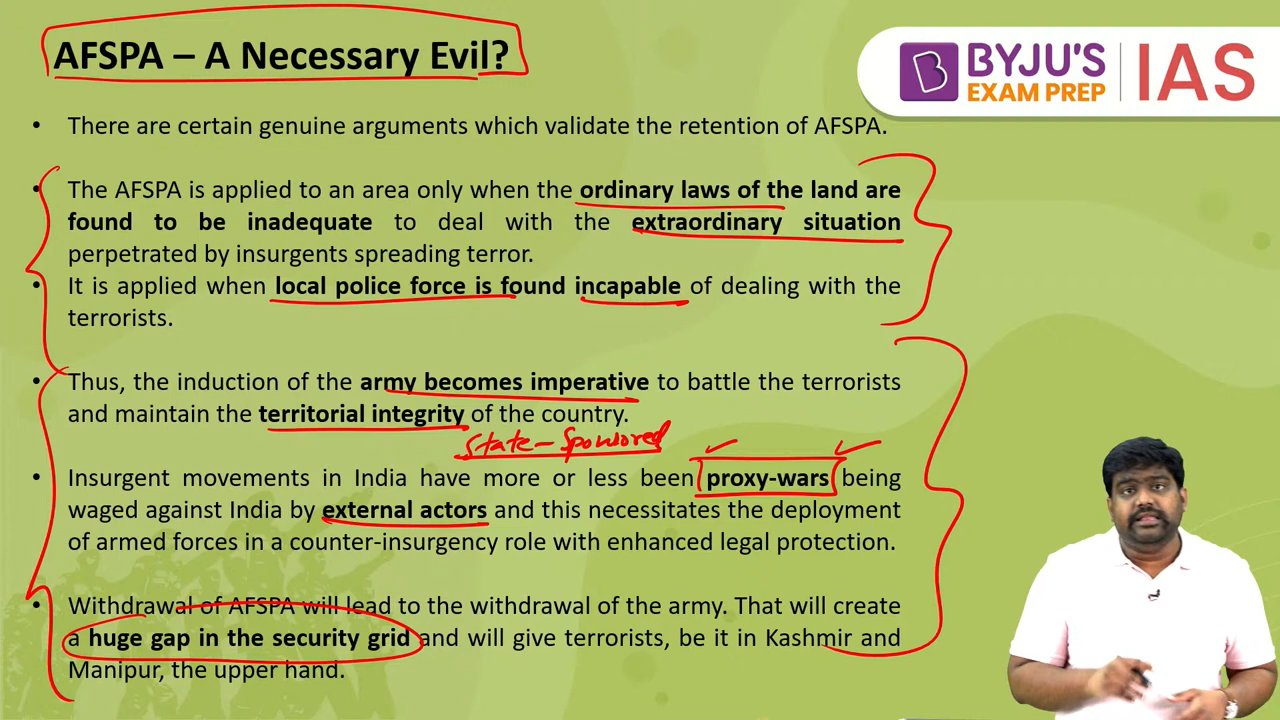 AFSPA – A Necessary Evil?
BYJU'S
EXAM PREP
IAS
• There are certain genuine arguments which validate the retention of AFSPA.
• The AFSPA is applied to an area only when the ordinary laws of the land are
found to be inadequate to deal with the extraordinary situation
perpetrated by insurgents spreading terror.
• It is applied when local police force is found incapable of dealing with the
terrorists.
• Thus, the induction of the army becomes imperative to battle the terrorists
and maintain the territorial integrity of the country.
State-Sponsored
• Insurgent movements in India have more or less been proxy-wars being
waged against India by external actors and this necessitates the deployment
of armed forces in a counter-insurgency role with enhanced legal protection.
• Withdrawal of AFSPA will lead to the withdrawal of the army. That will create
a huge gap in the security grid and will give terrorists, be it in Kashmir and
Manipur, the upper hand.